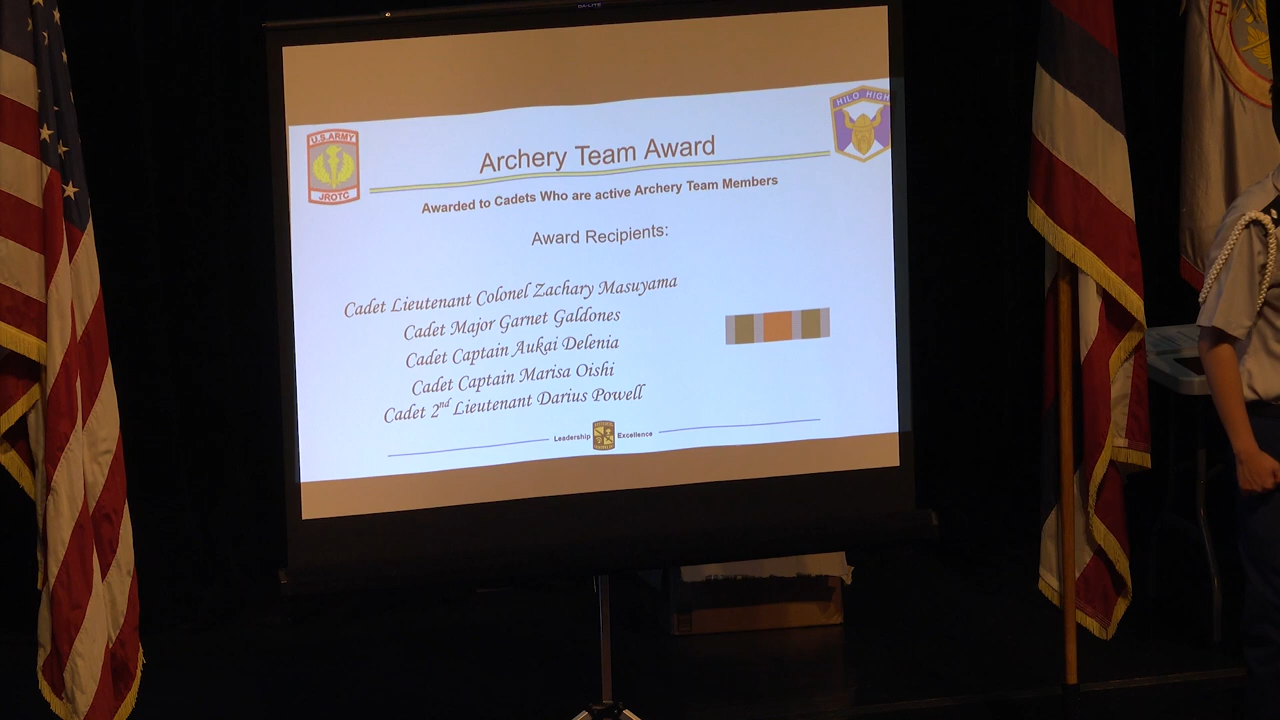 DA-LITE
U.S. ARMY
JROTC
HILO HIGH
Archery Team Award
Awarded to Cadets Who are active Archery Team Members
Award Recipients:
Cadet Lieutenant Colonel Zachary Masuyama
Cadet Major Garnet Galdones
Cadet Captain Aukai Delenia
Cadet Captain Marisa Oishi
Cadet 2nd Lieutenant Darius Powell
Leadership Excellence